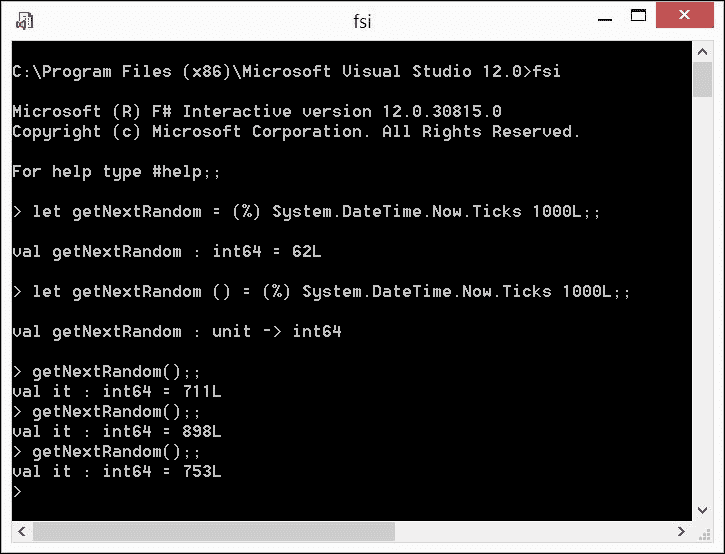 fsi
C:\Program Files (x86)\Microsoft Visual Studio 12.0>fsi
Microsoft (R) F# Interactive version 12.0.30815.0
Copyright (c) Microsoft Corporation. All Rights Reserved.
For help type #help;;
> let getNextRandom = (%) System.DateTime.Now.Ticks 1000L;;
val getNextRandom : int64 = 62L
> let getNextRandom () = (%) System.DateTime.Now.Ticks 1000L;;
val getNextRandom : unit -> int64
> getNextRandom();;
val it : int64 = 711L
> getNextRandom();;
val it : int64 = 898L
> getNextRandom();;
val it : int64 = 753L
>